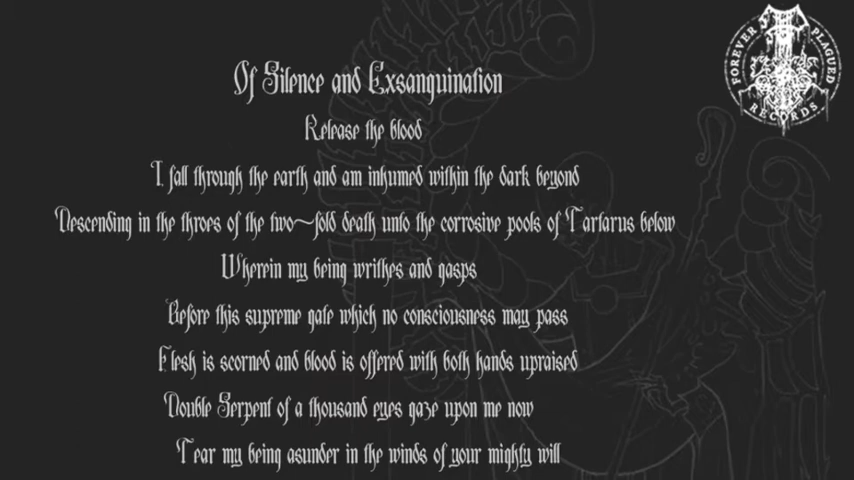 Of Silence and Exsanguination
Release the blood
I, fall through the earth and am inhumed within the dark beyond
Descending in the throes of the two~fold death unto the corrosive pools of Tartarus below
Wherein my being writhes and gasps
Before this supreme gate which no consciousness may pass
Flesh is scorned and blood is offered with both hands upraised
Double Serpent of a thousand eyes gaze upon me now
Tear my being asunder in the winds of your mighty will
FOREVER PLAGUED RECORDS